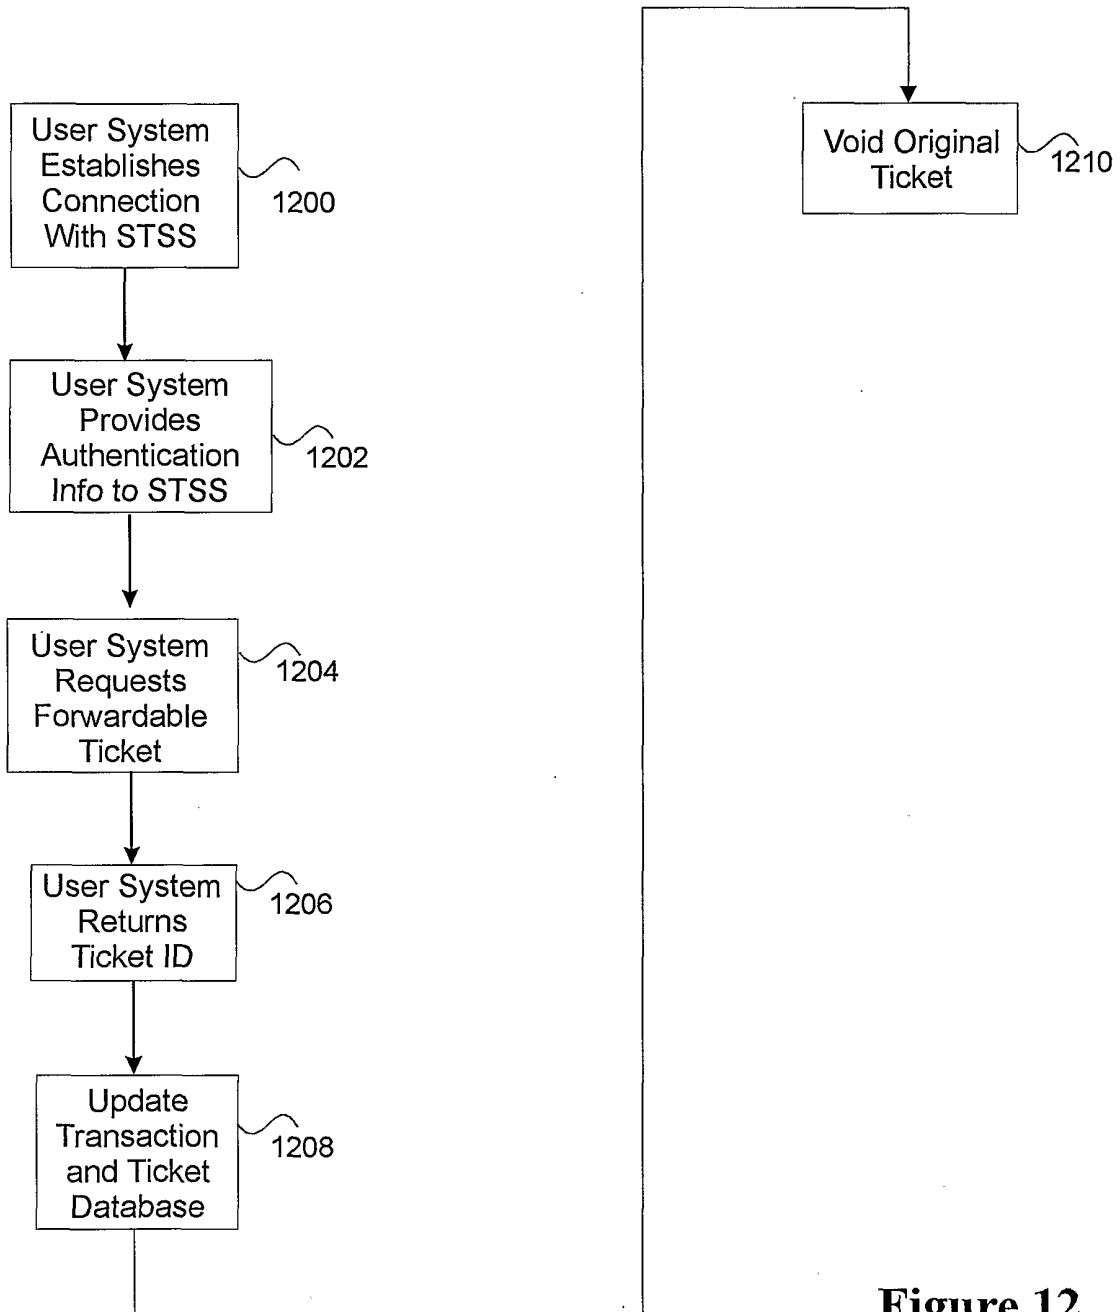 User System
Establishes
Connection
With STSS
1200
User System
Provides
Authentication
Info to STSS
1202
User System
Requests
Forwardable
Ticket
1204
User System
Returns
Ticket ID
1206
Update
Transaction
and Ticket
Database
1208
Void Original
Ticket
1210
Figure 12